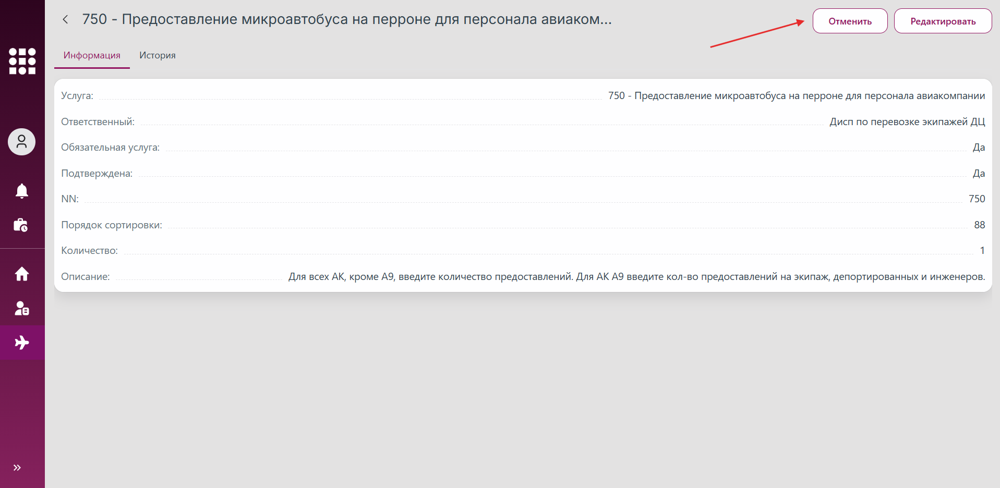 750 - Предоставление микроавтобуса на перроне для персонала авиаком...
Отменить
Редактировать
Информация
История
Услуга: 750 - Предоставление микроавтобуса на перроне для персонала авиакомпании
Ответственный: Дисп по перевозке экипажей ДЦ
Обязательная услуга: Да
Подтверждена: Да
NN: 750
Порядок сортировки: 88
Количество: 1
Описание: Для всех АК, кроме А9, введите количество предоставлений. Для АК А9 введите кол-во предоставлений на экипаж, депортированных и инженеров.